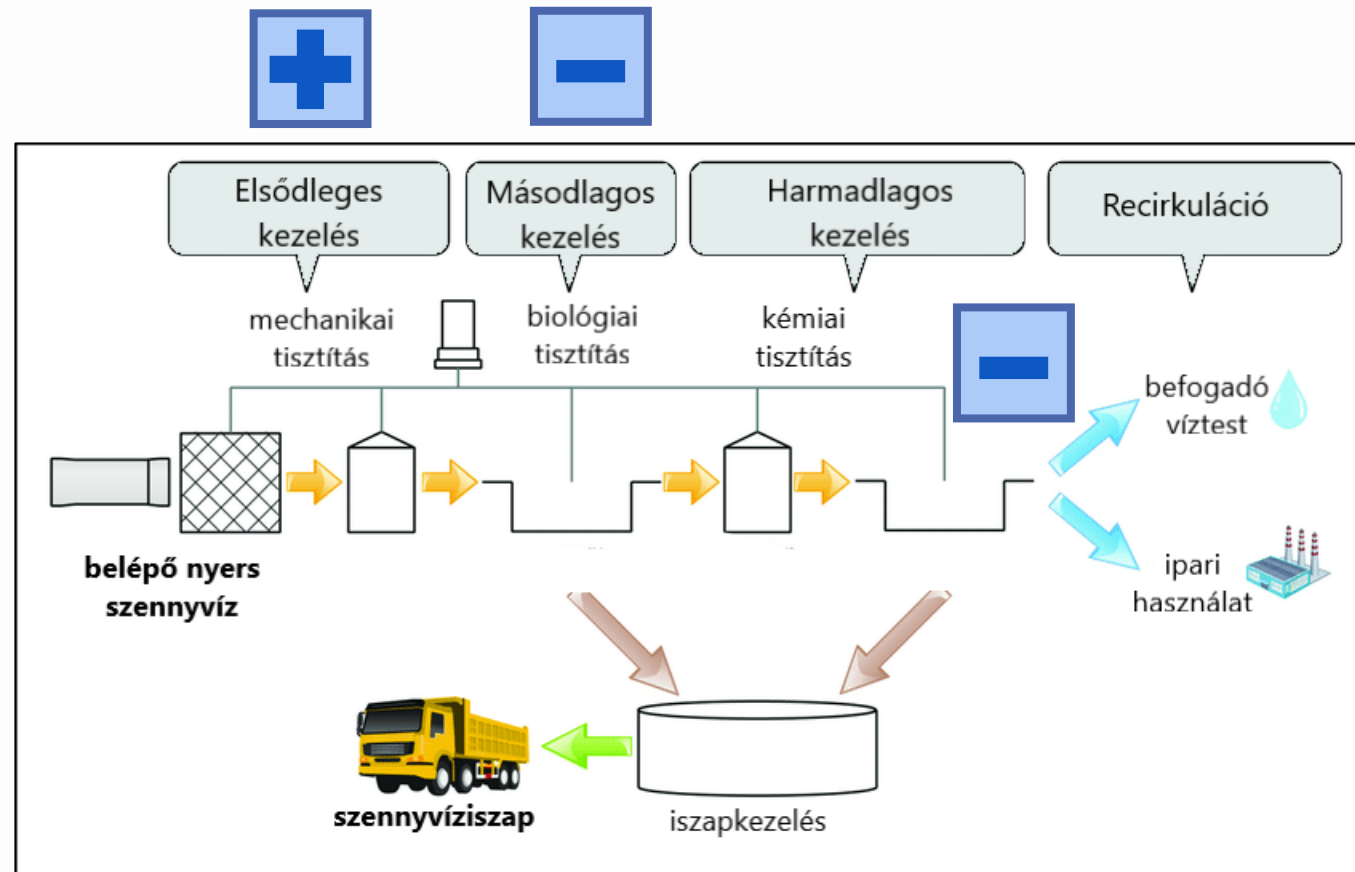 Elsődleges
kezelés
Másodlagos
kezelés
Harmadlagos
kezelés
Recirkuláció
mechanikai
tisztítás
biológiai
tisztítás
kémiai
tisztítás
befogadó
víztest
belépő nyers
szennyvíz
ipari
használat
szennyvíziszap
iszapkezelés